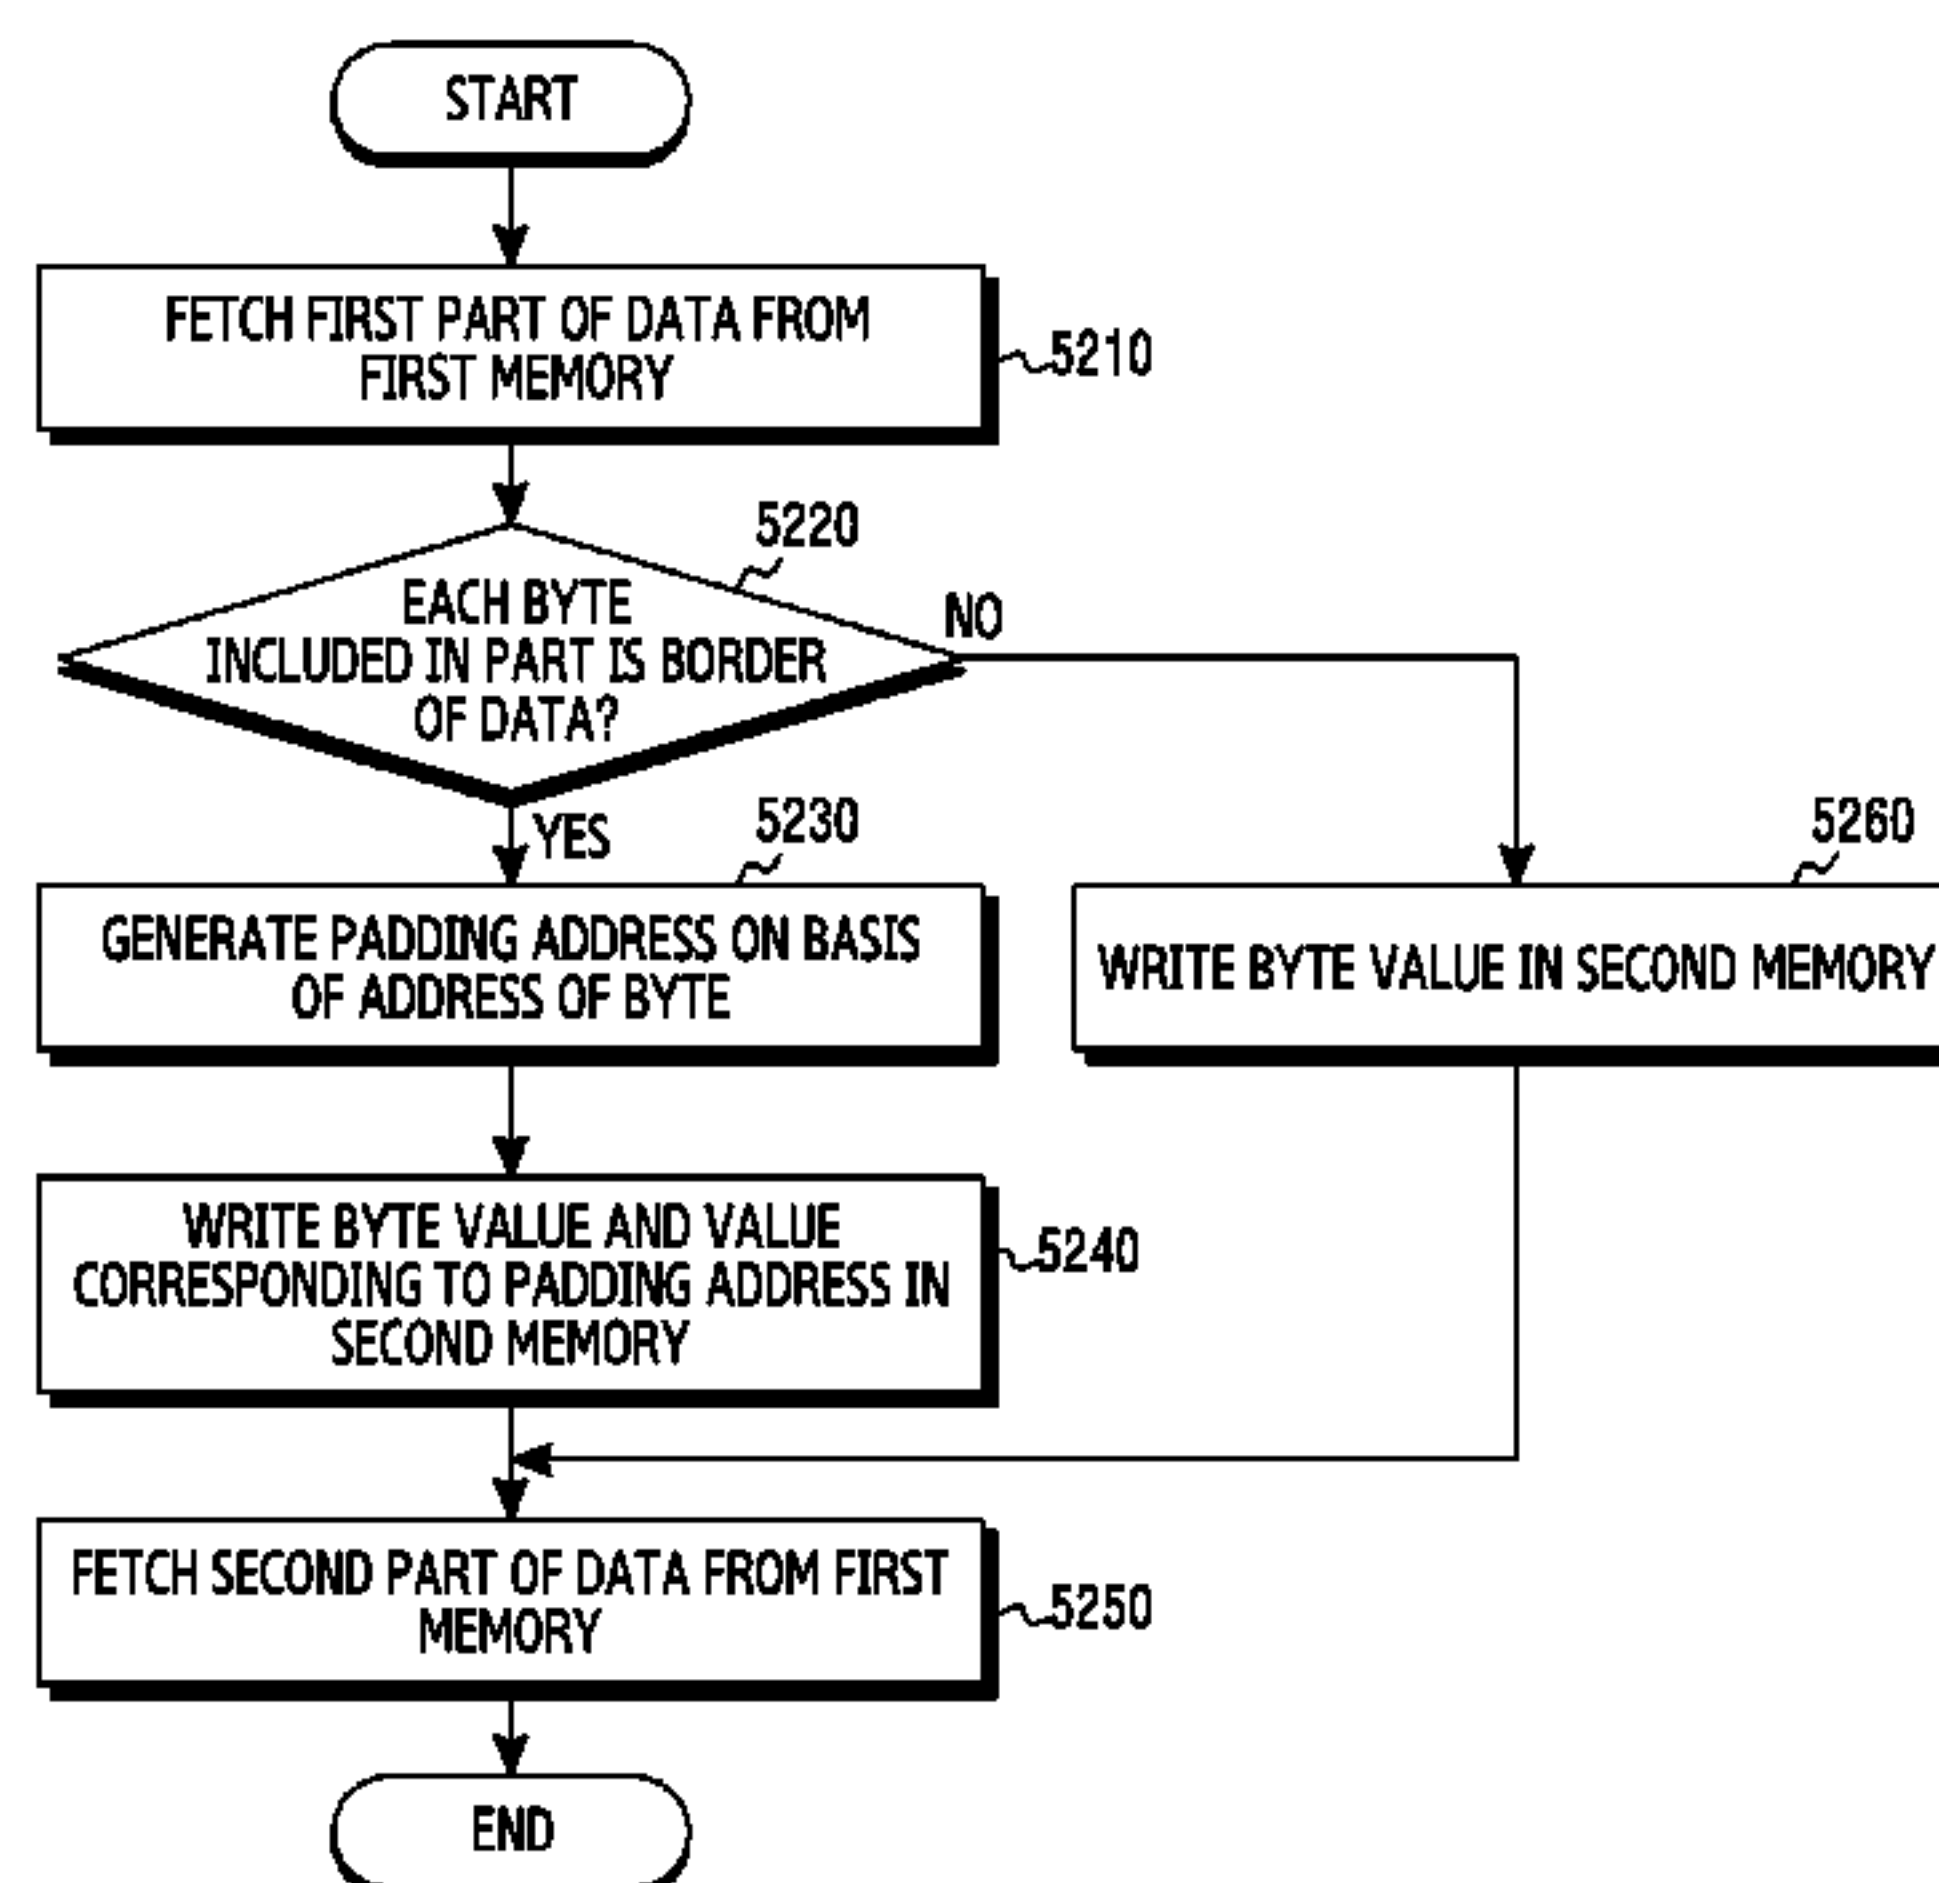 START
FETCH FIRST PART OF DATA FROM
FIRST MEMORY
5210
5220
EACH BYTE
INCLUDED IN PART IS BORDER
OF DATA?
NO
YES
5230
5260
GENERATE PADDING ADDRESS ON BASIS
OF ADDRESS OF BYTE
WRITE BYTE VALUE IN SECOND MEMORY
WRITE BYTE VALUE AND VALUE
CORRESPONDING TO PADDING ADDRESS IN
SECOND MEMORY
5240
FETCH SECOND PART OF DATA FROM FIRST
MEMORY
5250
END